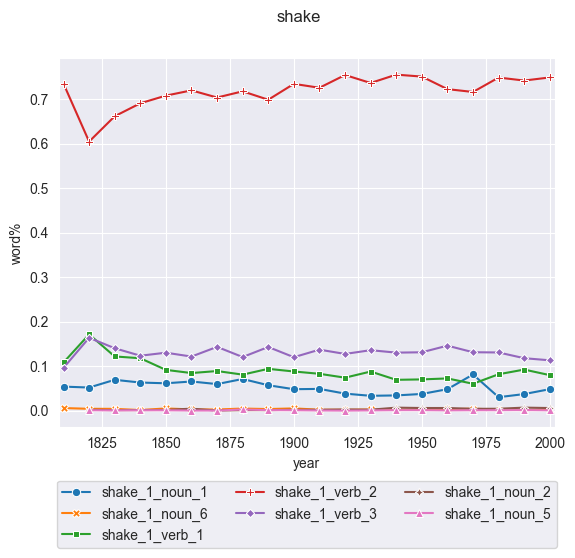 shake
0.7
0.6
0.5
0.4
0.3
0.2
0.1
0.0
word%
1825 1850 1875 1900 1925 1950 1975 2000
year
shake_1_noun_1 shake_1_verb_2 shake_1_noun_2
shake_1_noun_6 shake_1_verb_3 shake_1_noun_5
shake_1_verb_1